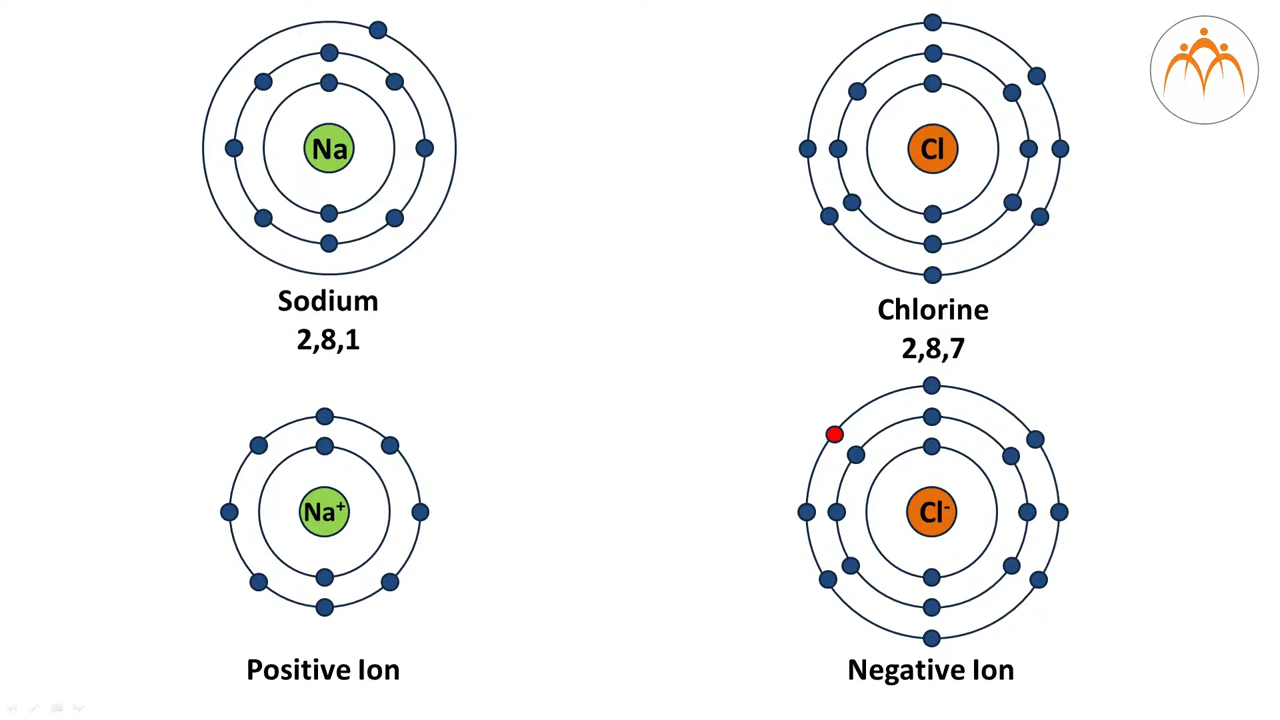 Na
Cl
Sodium
2,8,1
Chlorine
2,8,7
Na⁺
Cl⁻
Positive Ion
Negative Ion